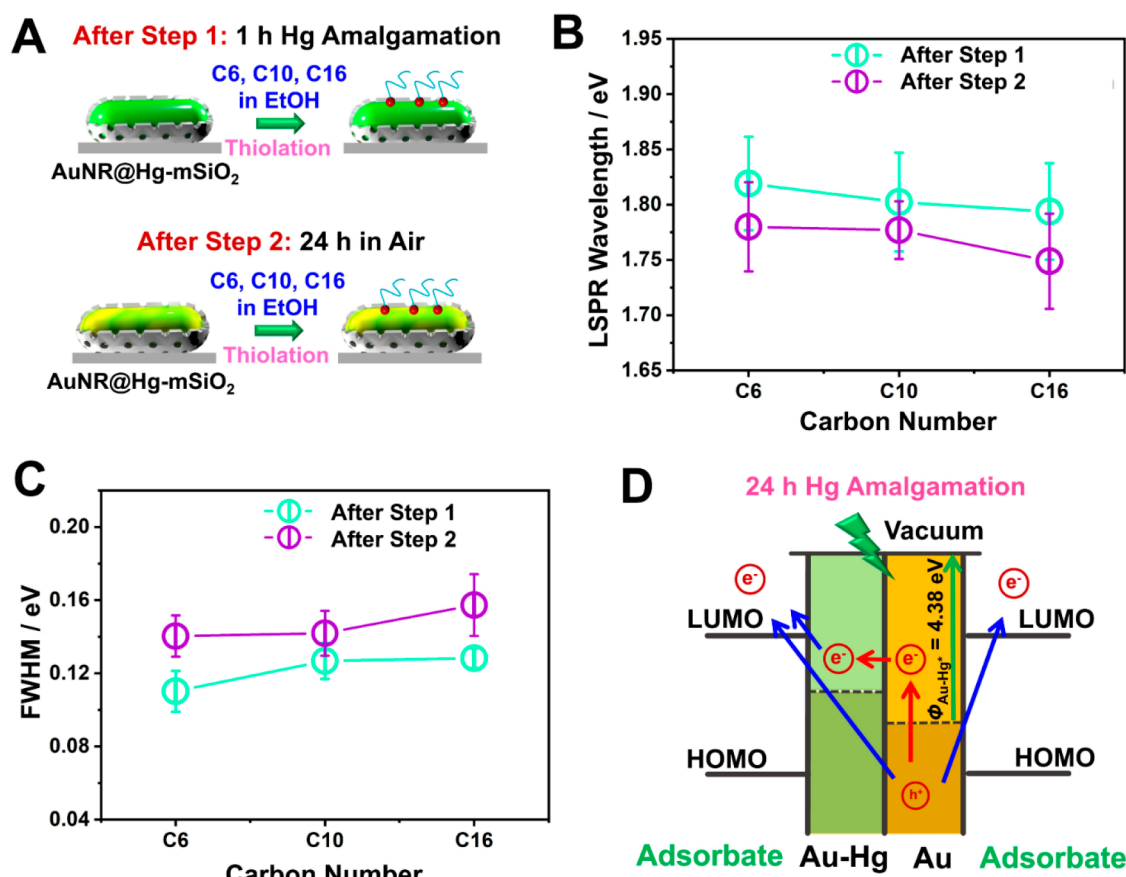 A
After Step 1: 1 h Hg Amalgamation
C6, C10, C16
in EtOH
Thiolation
AuNR@Hg-mSiO₂
After Step 2: 24 h in Air
C6, C10, C16
in EtOH
Thiolation
AuNR@Hg-mSiO₂
B
1.95
1.90
1.85
1.80
1.75
1.70
1.65
LSPR Wavelength / eV
After Step 1
After Step 2
C6
C10
C16
Carbon Number
C
0.20
0.16
0.12
0.08
0.04
FWHM / eV
After Step 1
After Step 2
C6
C10
C16
Carbon Number
D
24 h Hg Amalgamation
Vacuum
e⁻
e⁻
LUMO
LUMO
e⁻
e⁻
Φ_Au-Hg* = 4.38 eV
HOMO
HOMO
h⁺
Adsorbate
Au-Hg
Au
Adsorbate